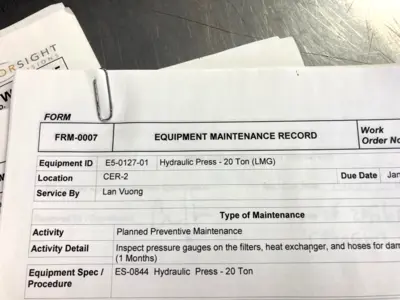 ORSIGHT
FORM
FRM-0007 EQUIPMENT MAINTENANCE RECORD Work
Order No
Equipment ID E5-0127-01 Hydraulic Press - 20 Ton (LMG)
Location CER-2 Due Date Jan
Service By Lan Vuong
Type of Maintenance
Activity Planned Preventive Maintenance
Activity Detail Inspect pressure gauges on the filters, heat exchanger, and hoses for dam
(1 Months)
Equipment Spec / ES-0844 Hydraulic Press - 20 Ton
Procedure